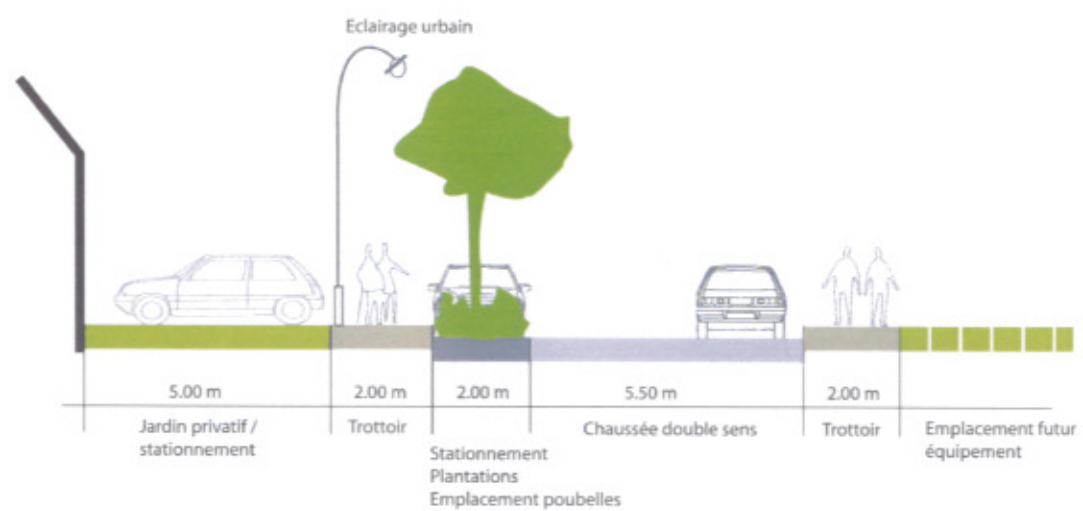 Eclairage urbain
5.00 m
2.00 m
2.00 m
5.50 m
2.00 m
Jardin privatif /
stationnement
Trottoir
Stationnement
Plantations
Emplacement poubelles
Chaussée double sens
Trottoir
Emplacement futur
équipement